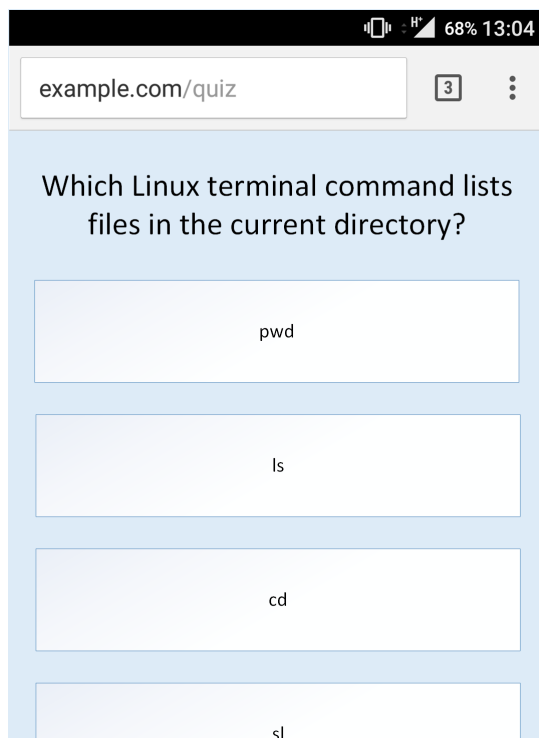 H+ 68% 13:04
example.com/quiz
3
Which Linux terminal command lists
files in the current directory?
pwd
ls
cd
sl